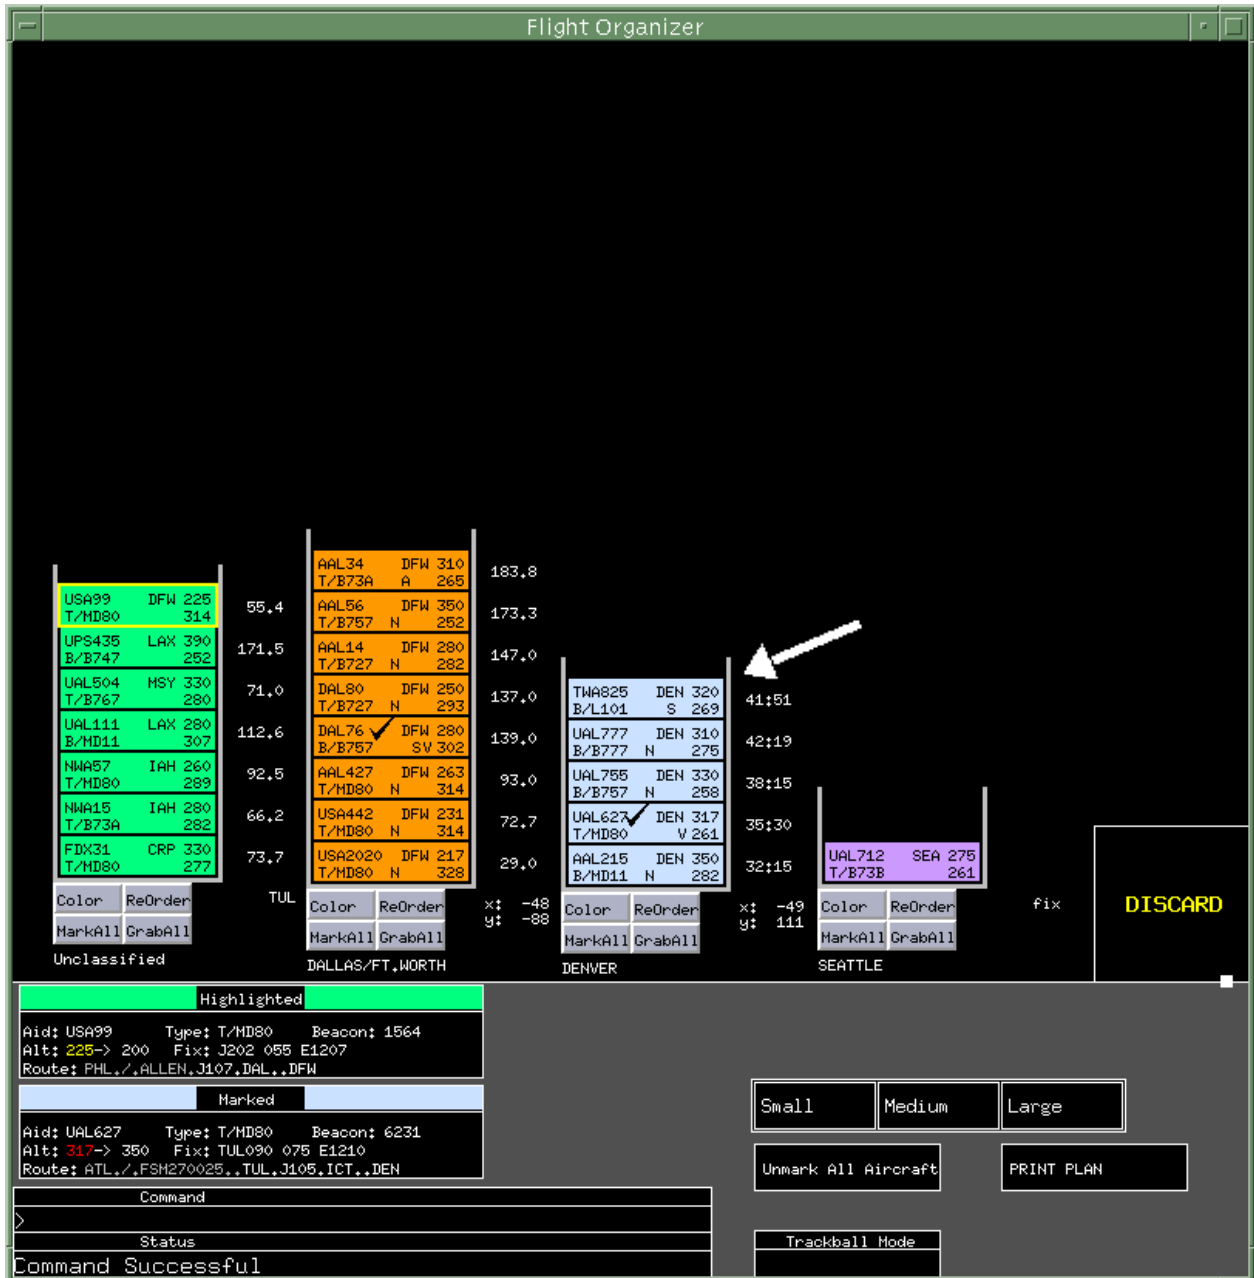 Flight Organizer
USA99 DFW 225
T/MD80 314
55.4
UPS435 LAX 390
B/B747 252
171.5
UAL504 MSY 330
T/B767 280
71.0
UAL111 LAX 280
B/MD11 307
112.6
NWA57 IAH 260
T/MD80 289
92.5
NWA15 IAH 280
T/B73A 282
66.2
FDX31 CRP 330
T/MD80 277
73.7
Color ReOrder
TUL
MarkAll GrabAll
Unclassified
AAL34 DFW 310
T/B73A A 265
183.8
AAL56 DFW 350
T/B757 N 252
173.3
AAL14 DFW 280
T/B727 N 282
147.0
DAL80 DFW 250
T/B727 N 293
137.0
DAL76 DFW 280
B/B757 SV 302
139.0
AAL427 DFW 263
T/MD80 N 314
93.0
USA442 DFW 231
T/MD80 N 314
72.7
USA2020 DFW 217
T/MD80 N 328
29.0
Color ReOrder
x: -48
y: -88
MarkAll GrabAll
DALLAS/FT.WORTH
TWA825 DEN 320
B/L101 S 269
41:51
UAL777 DEN 310
B/B777 N 275
42:19
UAL755 DEN 330
B/B757 N 258
38:15
UAL627 DEN 317
T/MD80 V 261
35:30
AAL215 DEN 350
B/MD11 N 282
32:15
Color ReOrder
x: -49
y: 111
MarkAll GrabAll
DENVER
UAL712 SEA 275
T/B73B 261
Color ReOrder
fix
MarkAll GrabAll
SEATTLE
DISCARD
Highlighted
Aid: USA99 Type: T/MD80 Beacon: 1564
Alt: 225-> 200 Fix: J202 055 E1207
Route: PHL./.ALLEN.J107.DAL..DFW
Marked
Aid: UAL627 Type: T/MD80 Beacon: 6231
Alt: 317-> 350 Fix: TUL090 075 E1210
Route: ATL./.FSM270025..TUL.J105.ICT..DEN
Command
>
Status
Command Successful
Small Medium Large
Unmark All Aircraft PRINT PLAN
Trackball Mode